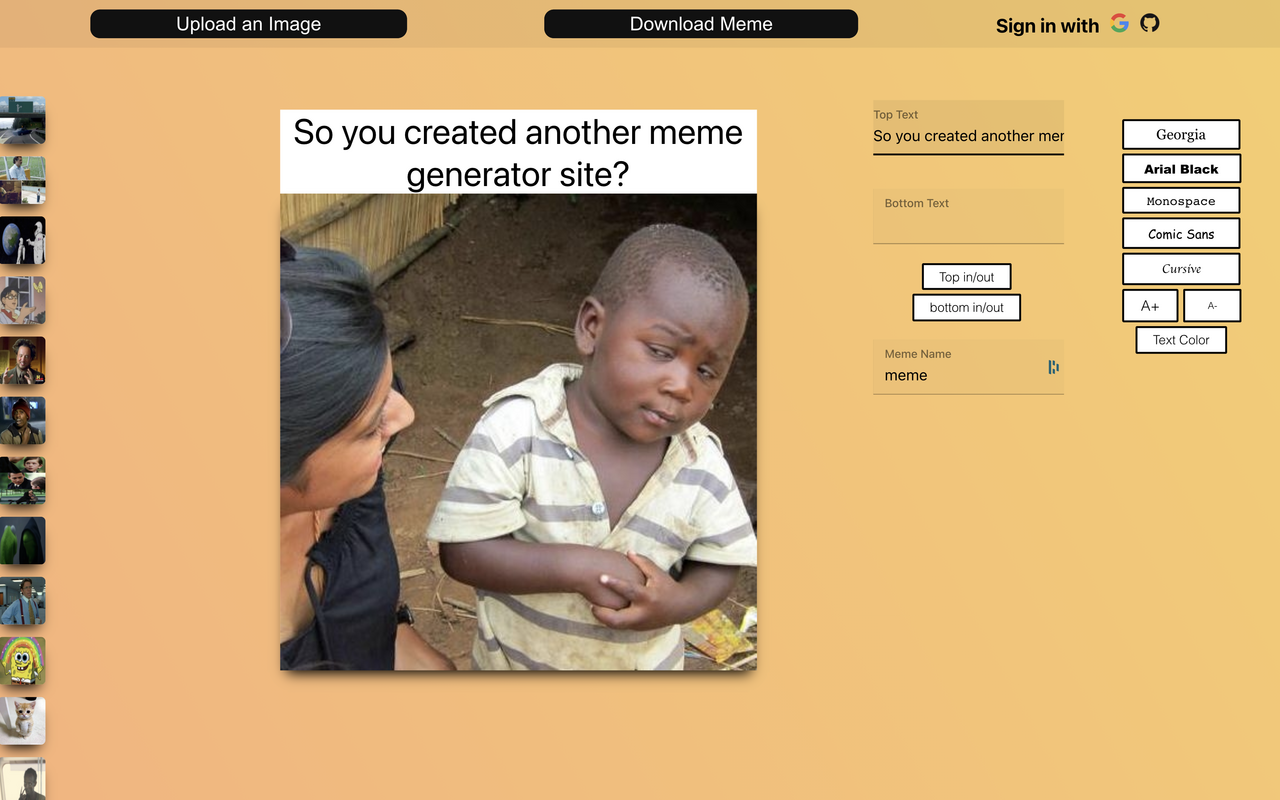 Upload an Image
Download Meme
Sign in with
So you created another meme
generator site?
Top Text
So you created another mer
Bottom Text
Top in/out
bottom in/out
Meme Name
meme
Georgia
Arial Black
Monospace
Comic Sans
Cursive
A+
A-
Text Color